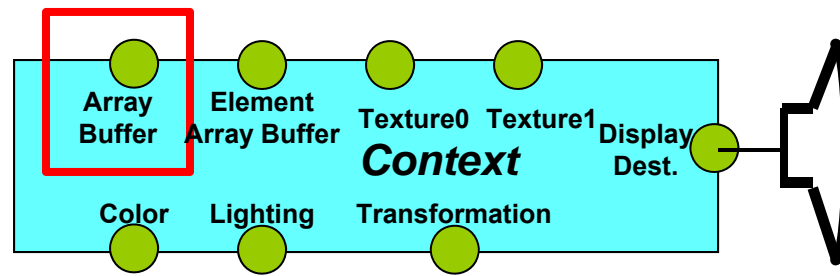 Array
Buffer
Element
Array Buffer
Texture0
Texture1
Display
Dest.
Context
Color
Lighting
Transformation